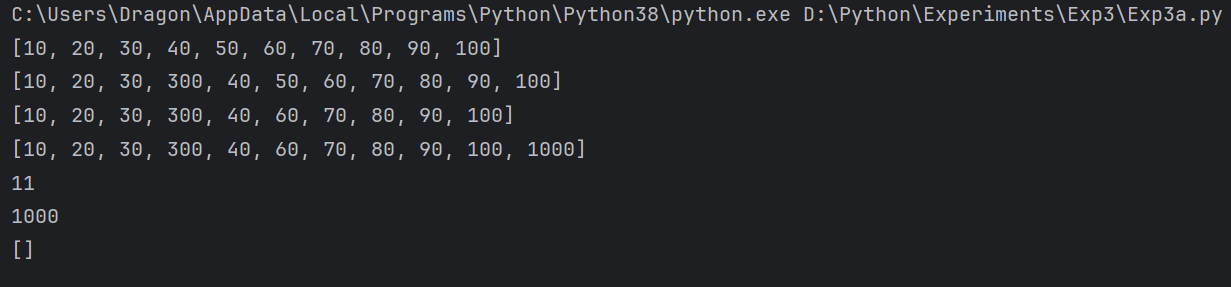 C:\Users\Dragon\AppData\Local\Programs\Python\Python38\python.exe D:\Python\Experiments\Exp3\Exp3a.py
[10, 20, 30, 40, 50, 60, 70, 80, 90, 100]
[10, 20, 30, 300, 40, 50, 60, 70, 80, 90, 100]
[10, 20, 30, 300, 40, 60, 70, 80, 90, 100]
[10, 20, 30, 300, 40, 60, 70, 80, 90, 100, 1000]
11
1000
[]